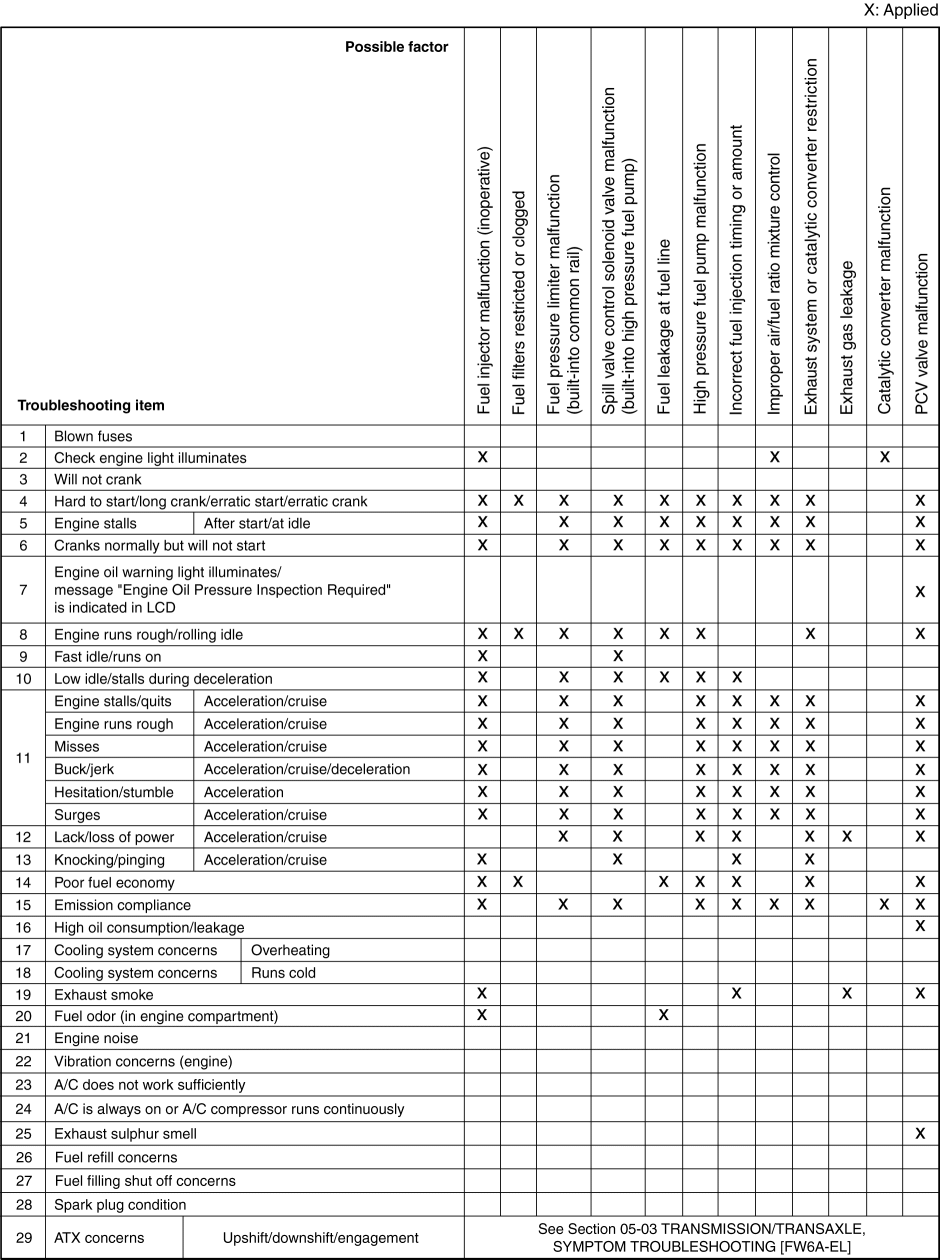 X: Applied
Possible factor
Troubleshooting item
Fuel injector malfunction (inoperative)
Fuel filters restricted or clogged
Fuel pressure limiter malfunction
(built-into common rail)
Spill valve control solenoid valve malfunction
(built-into high pressure fuel pump)
Fuel leakage at fuel line
High pressure fuel pump malfunction
Incorrect fuel injection timing or amount
Improper air/fuel ratio mixture control
Exhaust system or catalytic converter restriction
Exhaust gas leakage
Catalytic converter malfunction
PCV valve malfunction
1 Blown fuses
2 Check engine light illuminates X X X
3 Will not crank
4 Hard to start/long crank/erratic start/erratic crank X X X X X X X X X X
5 Engine stalls After start/at idle X X X X X X X X X
6 Cranks normally but will not start X X X X X X X X X
7 Engine oil warning light illuminates/
message "Engine Oil Pressure Inspection Required"
is indicated in LCD X
8 Engine runs rough/rolling idle X X X X X X X X
9 Fast idle/runs on X X
10 Low idle/stalls during deceleration X X X X X X
11 Engine stalls/quits Acceleration/cruise X X X X X X X X
Engine runs rough Acceleration/cruise X X X X X X X X
Misses Acceleration/cruise X X X X X X X X
Buck/jerk Acceleration/cruise/deceleration X X X X X X X X
Hesitation/stumble Acceleration X X X X X X X X
Surges Acceleration/cruise X X X X X X X X
12 Lack/loss of power Acceleration/cruise X X X X X X X
13 Knocking/pinging Acceleration/cruise X X X X
14 Poor fuel economy X X X X X X X
15 Emission compliance X X X X X X X X X
16 High oil consumption/leakage X
17 Cooling system concerns Overheating
18 Cooling system concerns Runs cold
19 Exhaust smoke X X X X
20 Fuel odor (in engine compartment) X X
21 Engine noise
22 Vibration concerns (engine)
23 A/C does not work sufficiently
24 A/C is always on or A/C compressor runs continuously
25 Exhaust sulphur smell X
26 Fuel refill concerns
27 Fuel filling shut off concerns
28 Spark plug condition
29 ATX concerns Upshift/downshift/engagement See Section 05-03 TRANSMISSION/TRANSAXLE,
SYMPTOM TROUBLESHOOTING [FW6A-EL]